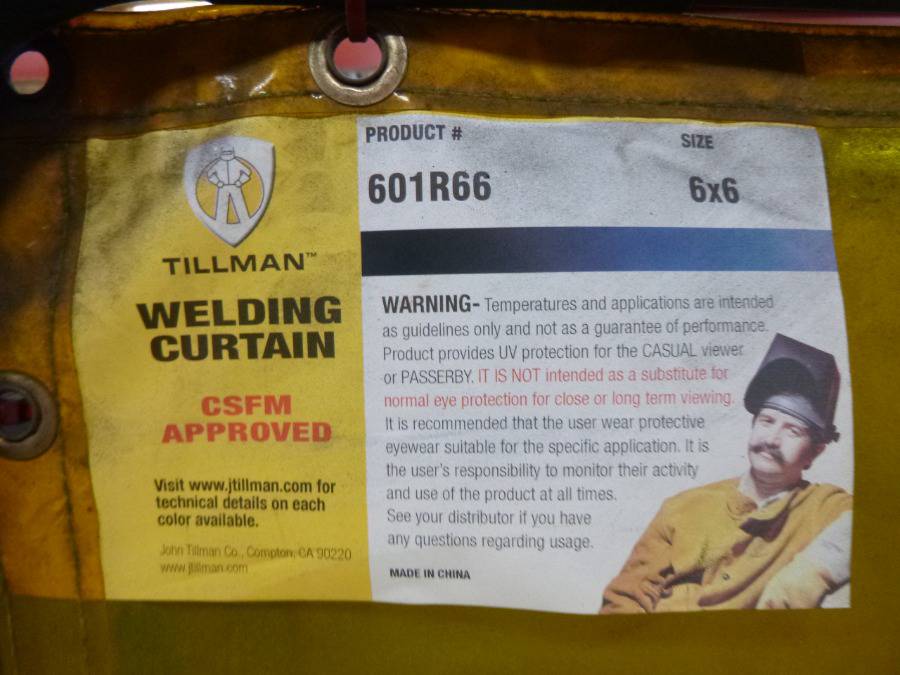 TILLMAN™
WELDING
CURTAIN
CSFM
APPROVED
Visit www.jtillman.com for
technical details on each
color available.
John Tillman Co., Compton, CA 90220
www.jtillman.com
PRODUCT # SIZE
601R66 6x6
WARNING- Temperatures and applications are intended
as guidelines only and not as a guarantee of performance.
Product provides UV protection for the CASUAL viewer
or PASSERBY. IT IS NOT intended as a substitute for
normal eye protection for close or long term viewing.
It is recommended that the user wear protective
eyewear suitable for the specific application. It is
the user's responsibility to monitor their activity
and use of the product at all times.
See your distributor if you have
any questions regarding usage.
MADE IN CHINA